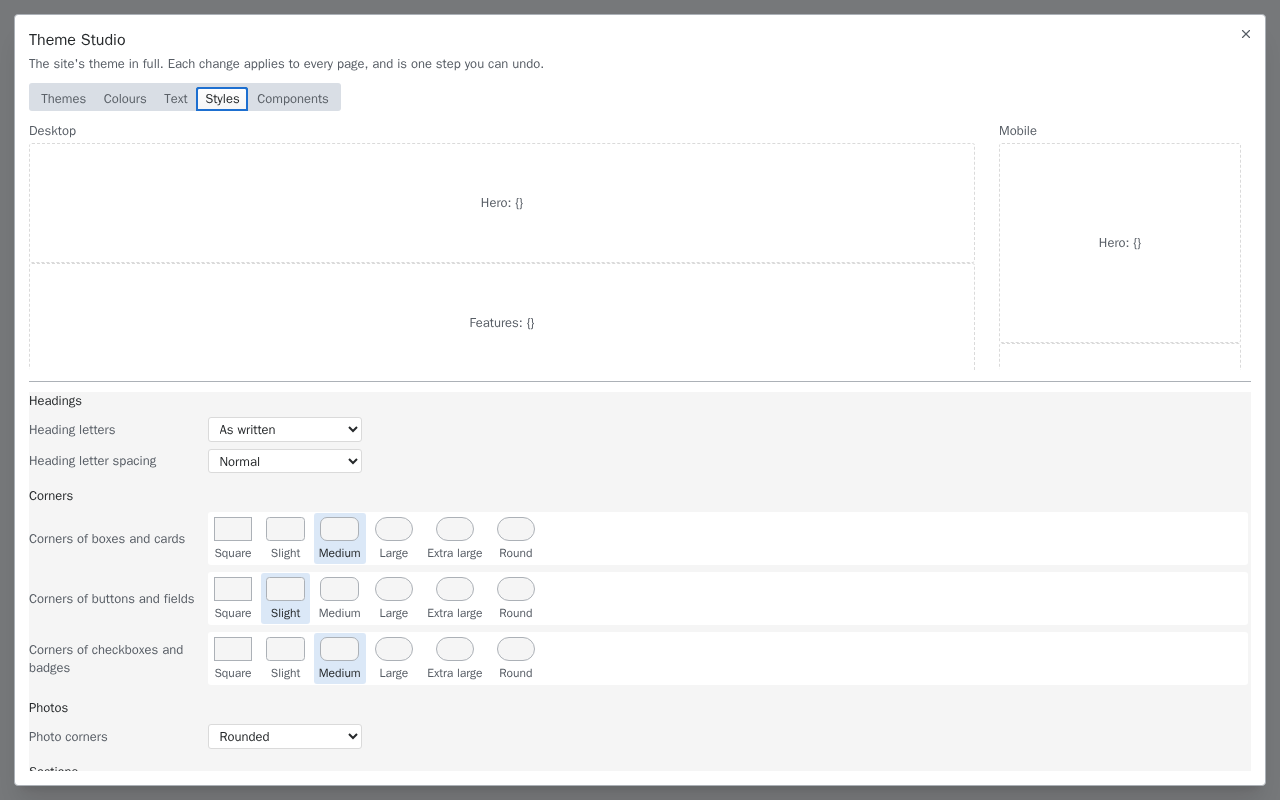 Theme Studio
×
The site's theme in full. Each change applies to every page, and is one step you can undo.
Themes Colours Text Styles Components
Desktop
Mobile
Hero: {}
Hero: {}
Features: {}
Headings
Heading letters As written
Heading letter spacing Normal
Corners
Corners of boxes and cards
Square Slight Medium Large Extra large Round
Corners of buttons and fields
Square Slight Medium Large Extra large Round
Corners of checkboxes and
badges
Square Slight Medium Large Extra large Round
Photos
Photo corners Rounded
Sections